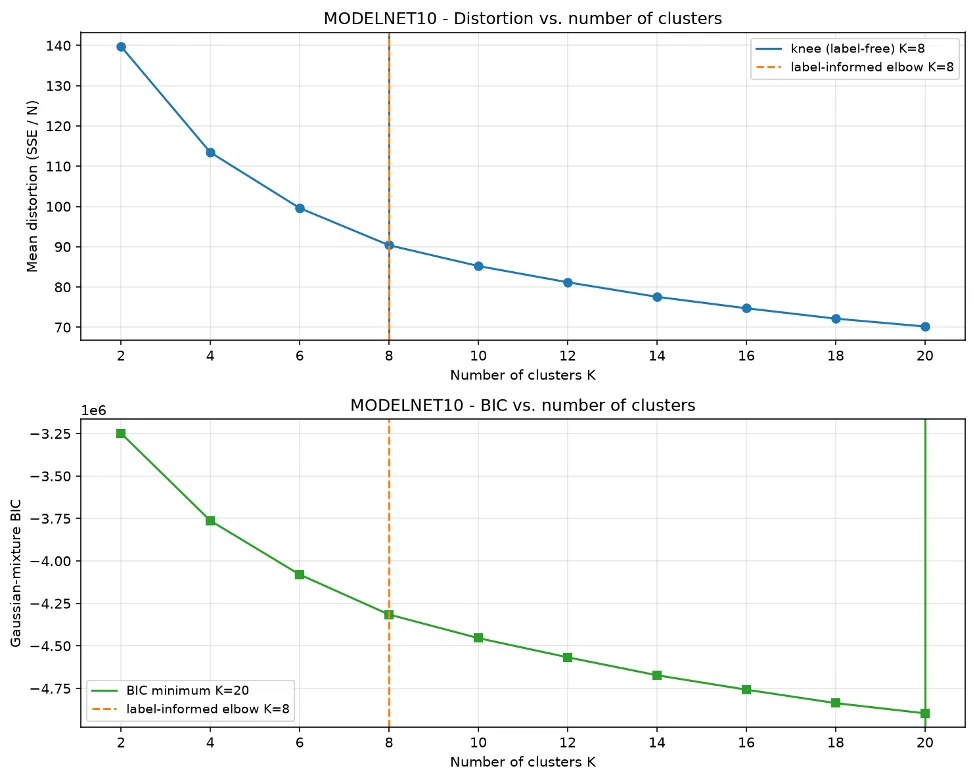 MODELNET10 - Distortion vs. number of clusters
Mean distortion (SSE / N)
140
130
120
110
100
90
80
70
knee (label-free) K=8
label-informed elbow K=8
2 4 6 8 10 12 14 16 18 20
Number of clusters K
MODELNET10 - BIC vs. number of clusters
1e6
Gaussian-mixture BIC
−3.25
−3.50
−3.75
−4.00
−4.25
−4.50
−4.75
BIC minimum K=20
label-informed elbow K=8
2 4 6 8 10 12 14 16 18 20
Number of clusters K